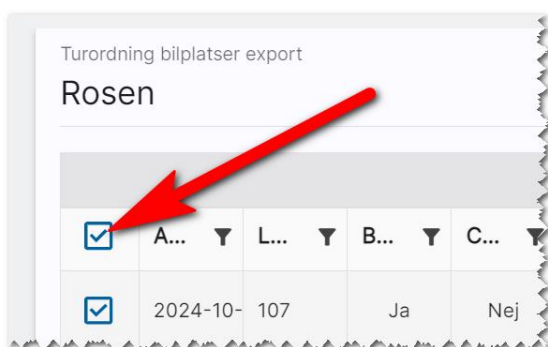 Turordning bilplatser export
Rosen
A... L... B... C...
2024-10- 107 Ja Nej